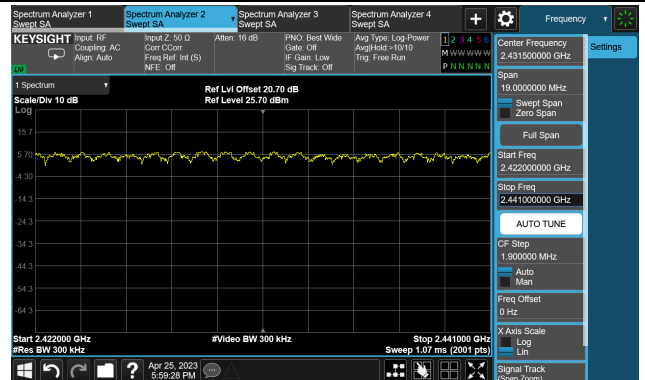 Spectrum Analyzer 1
Swept SA
Spectrum Analyzer 2
Swept SA
Spectrum Analyzer 3
Swept SA
Spectrum Analyzer 4
Swept SA
+
Frequency
KEYSIGHT
LXI
Input: RF
Coupling: AC
Align: Auto
Input Z: 50 Ω
Corr CCorr
Freq Ref: Int (S)
NFE: Off
Atten: 16 dB
PNO: Best Wide
Gate: Off
IF Gain: Low
Sig Track: Off
Avg Type: Log-Power
Avg|Hold:>10/10
Trig: Free Run
1 2 3 4 5 6
M W W W W W
P N N N N N
1 Spectrum
Scale/Div 10 dB
Log
Ref Lvl Offset 20.70 dB
Ref Level 25.70 dBm
15.7
5.70
-4.30
-14.3
-24.3
-34.3
-44.3
-54.3
-64.3
Start 2.422000 GHz
#Res BW 300 kHz
#Video BW 300 kHz
Stop 2.441000 GHz
Sweep 1.07 ms (2001 pts)
Center Frequency
2.431500000 GHz
Settings
Span
19.0000000 MHz
Swept Span
Zero Span
Full Span
Start Freq
2.422000000 GHz
Stop Freq
2.441000000 GHz
AUTO TUNE
CF Step
1.900000 MHz
Auto
Man
Freq Offset
0 Hz
X Axis Scale
Log
Lin
Signal Track
(Span Zoom)
?
Apr 25, 2023
5:59:28 PM